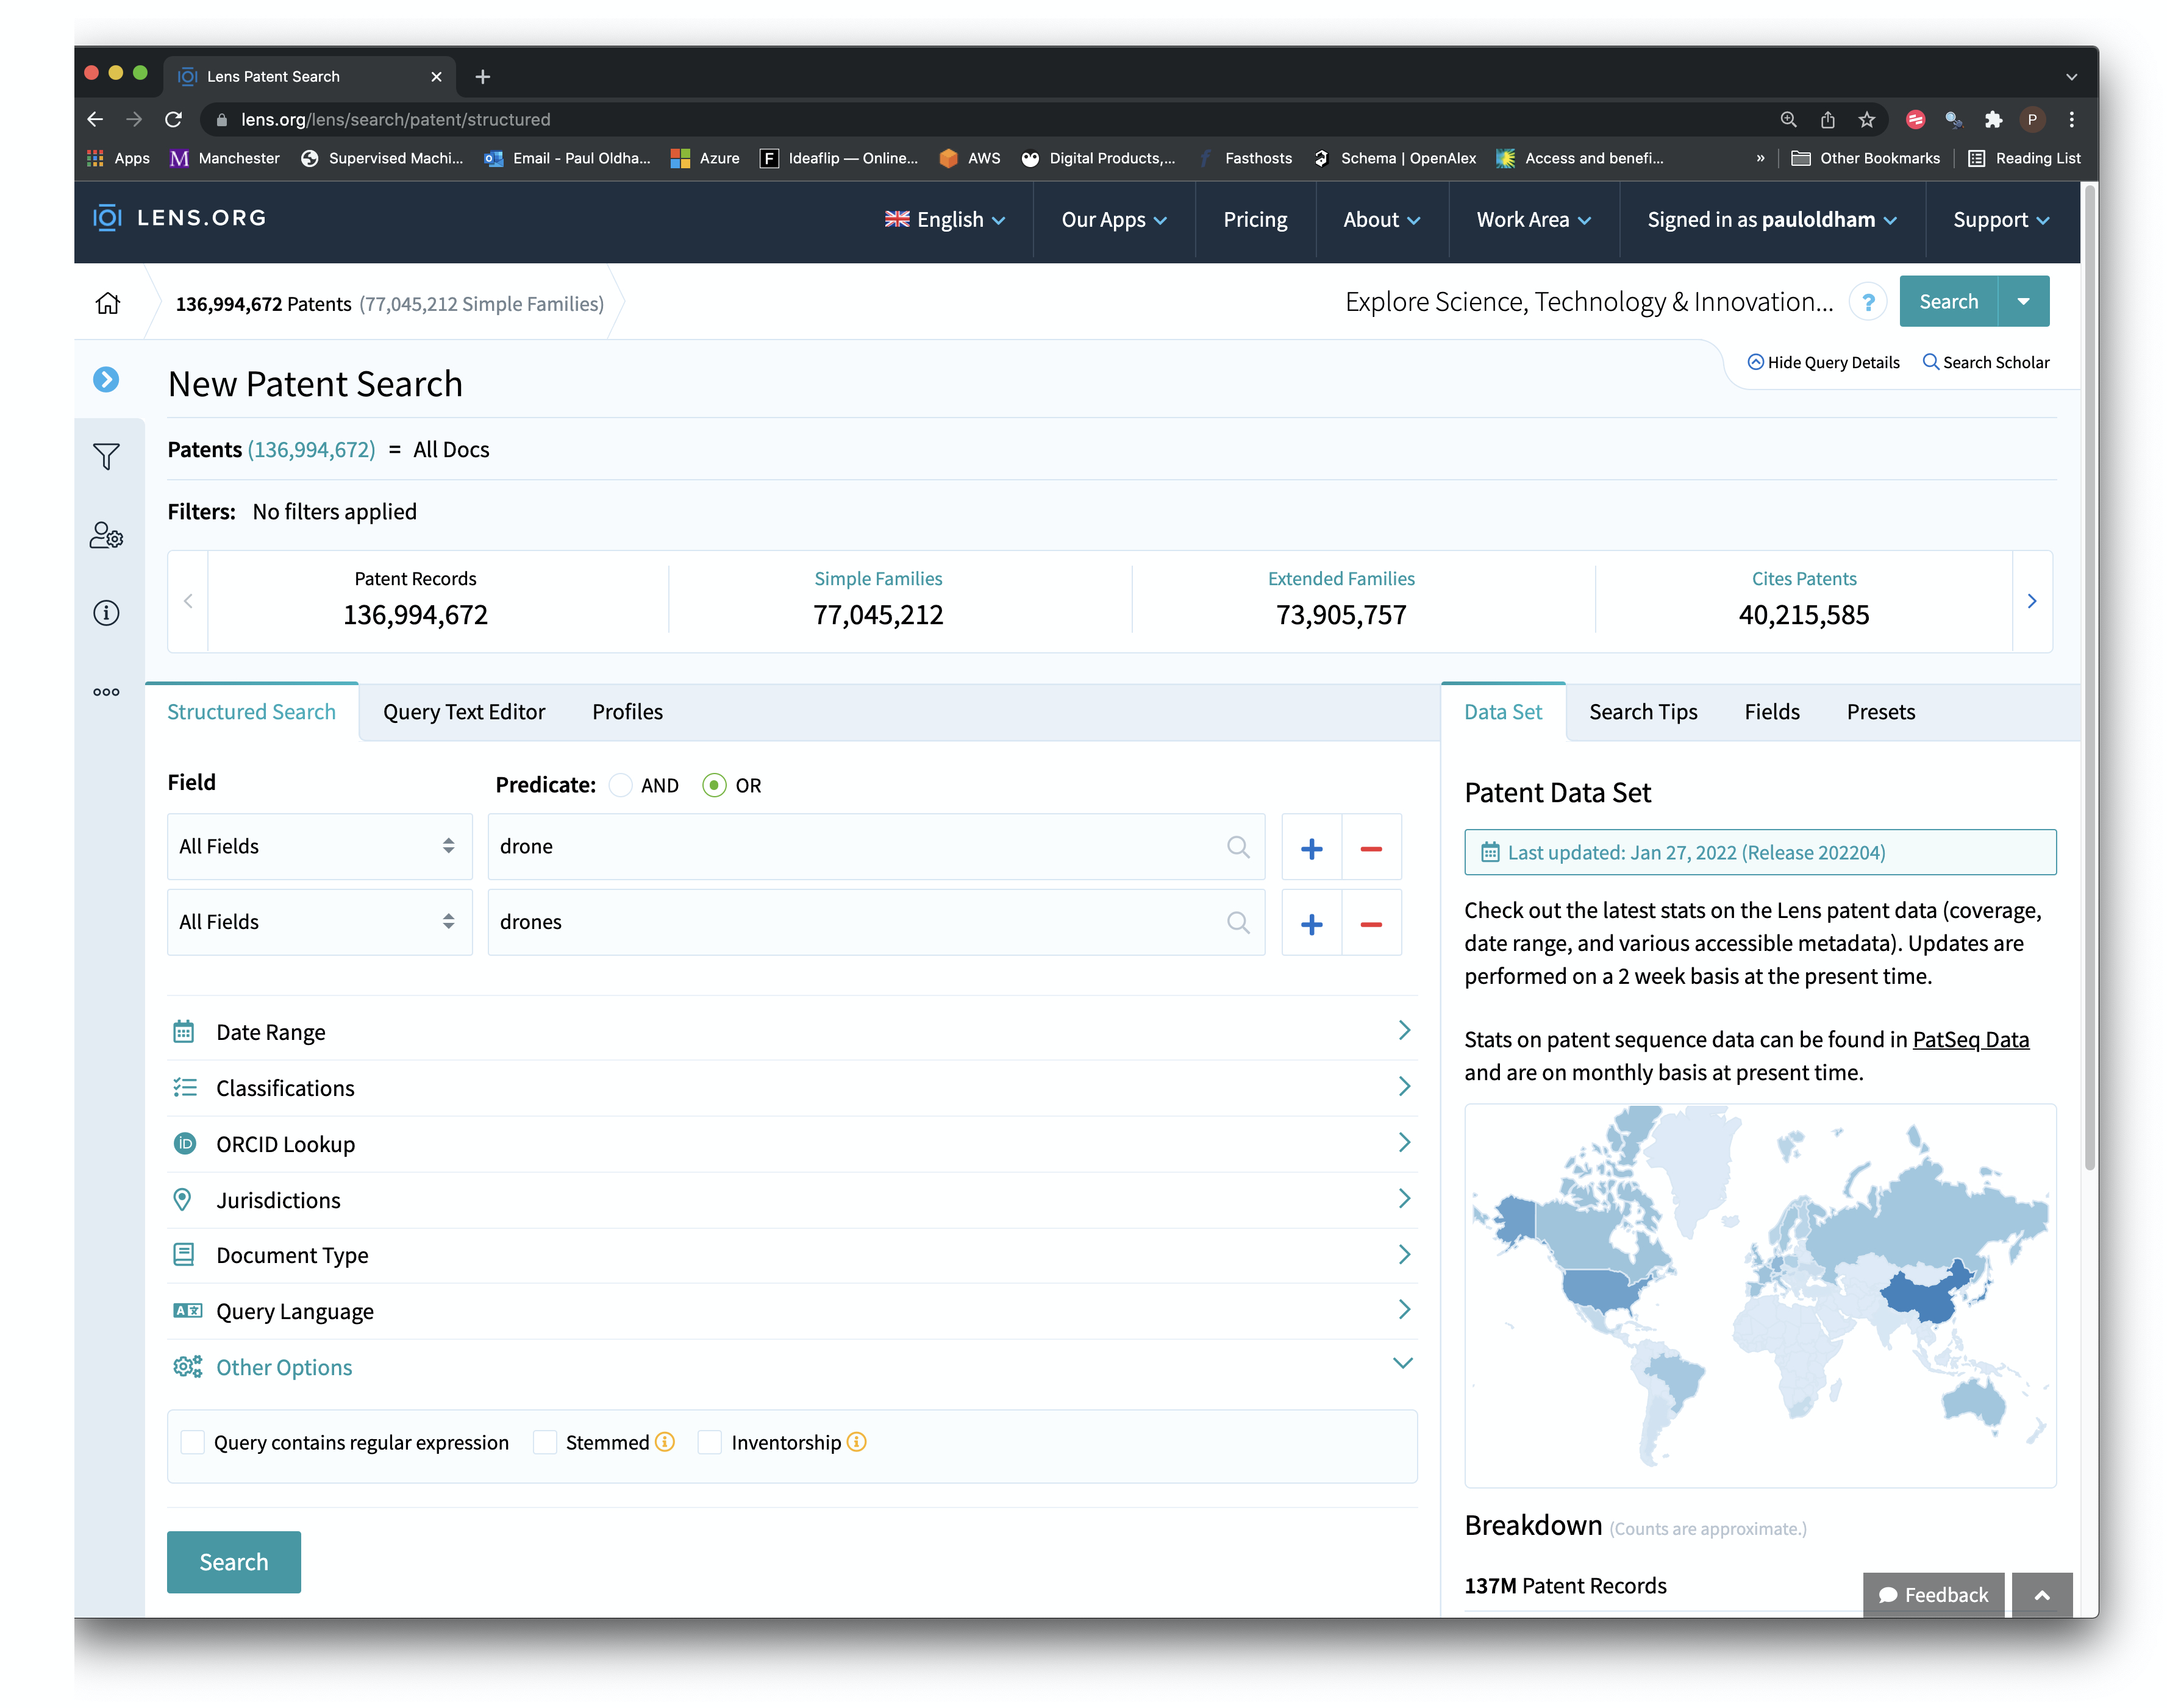 Lens Patent Search
lens.org/lens/search/patent/structured
P
Apps
Manchester
Supervised Machi...
Email - Paul Oldha...
Azure
Ideaflip — Online...
AWS
Digital Products,...
Fasthosts
Schema | OpenAlex
Access and benefi...
»
Other Bookmarks
Reading List
LENS.ORG
English
Our Apps
Pricing
About
Work Area
Signed in as pauloldham
Support
136,994,672 Patents (77,045,212 Simple Families)
Explore Science, Technology & Innovation...
?
Search
Hide Query Details
Search Scholar
New Patent Search
Patents (136,994,672) = All Docs
Filters: No filters applied
Patent Records
136,994,672
Simple Families
77,045,212
Extended Families
73,905,757
Cites Patents
40,215,585
Structured Search
Query Text Editor
Profiles
Field
Predicate: AND OR
All Fields
drone
All Fields
drones
Date Range
Classifications
iD ORCID Lookup
Jurisdictions
Document Type
Query Language
Other Options
Query contains regular expression
Stemmed
Inventorship
Search
Data Set
Search Tips
Fields
Presets
Patent Data Set
Last updated: Jan 27, 2022 (Release 202204)
Check out the latest stats on the Lens patent data (coverage,
date range, and various accessible metadata). Updates are
performed on a 2 week basis at the present time.
Stats on patent sequence data can be found in PatSeq Data
and are on monthly basis at present time.
Breakdown (Counts are approximate.)
137M Patent Records
Feedback